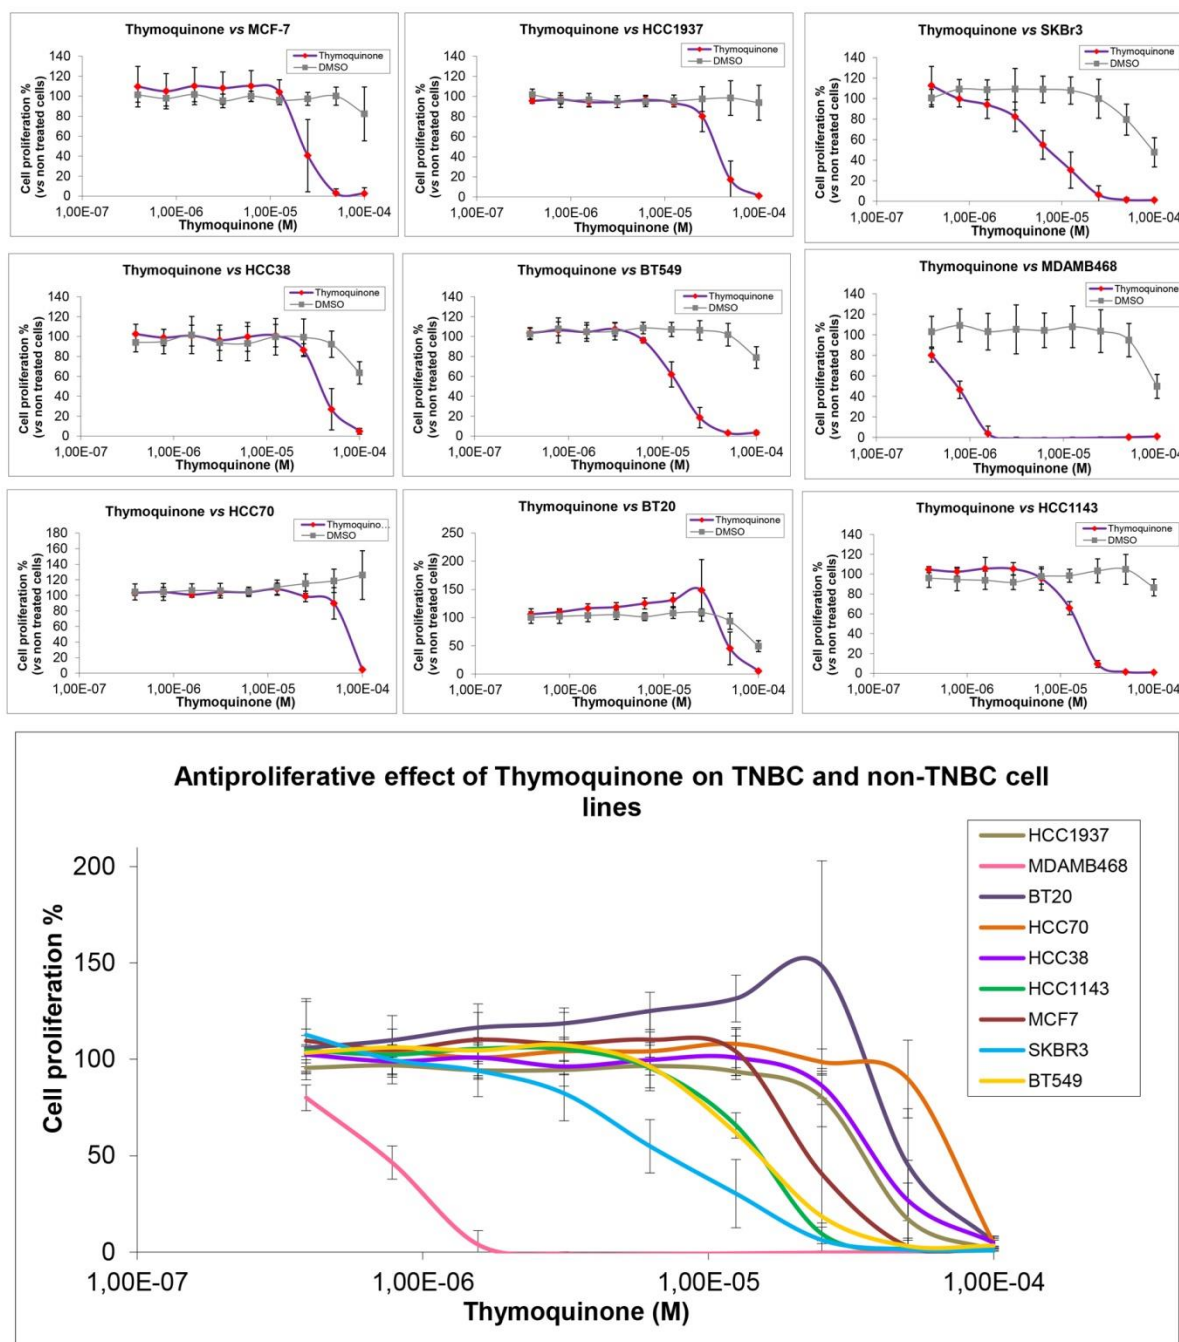 Thymoquinone vs MCF-7
Thymoquinone
DMSO
Cell proliferation %
(vs non treated cells)
140
120
100
80
60
40
20
0
1,00E-07 1,00E-06 1,00E-05 1,00E-04
Thymoquinone (M)
Thymoquinone vs HCC1937
Thymoquinone
DMSO
Cell proliferation %
(vs non treated cells)
140
120
100
80
60
40
20
0
1,00E-07 1,00E-06 1,00E-05 1,00E-04
Thymoquinone (M)
Thymoquinone vs SKBr3
Thymoquinone
DMSO
Cell proliferation %
(vs non treated cells)
140
120
100
80
60
40
20
0
1,00E-07 1,00E-06 1,00E-05 1,00E-04
Thymoquinone (M)
Thymoquinone vs HCC38
Thymoquinone
DMSO
Cell proliferation %
(vs non treated cells)
140
120
100
80
60
40
20
0
1,00E-07 1,00E-06 1,00E-05 1,00E-04
Thymoquinone (M)
Thymoquinone vs BT549
Thymoquinone
DMSO
Cell proliferation %
(vs non treated cells)
140
120
100
80
60
40
20
0
1,00E-07 1,00E-06 1,00E-05 1,00E-04
Thymoquinone (M)
Thymoquinone vs MDAMB468
Thymoquinone
DMSO
Cell proliferation %
(vs non treated cells)
140
120
100
80
60
40
20
0
1,00E-07 1,00E-06 1,00E-05 1,00E-04
Thymoquinone (M)
Thymoquinone vs HCC70
Thymoquino...
DMSO
Cell proliferation %
(vs non treated cells)
180
160
140
120
100
80
60
40
20
0
1,00E-07 1,00E-06 1,00E-05 1,00E-04
Thymoquinone (M)
Thymoquinone vs BT20
Thymoquinone
DMSO
Cell proliferation %
(vs non treated cells)
250
200
150
100
50
0
1,00E-07 1,00E-06 1,00E-05 1,00E-04
Thymoquinone (M)
Thymoquinone vs HCC1143
Thymoquinone
DMSO
Cell proliferation %
(vs non treated cells)
140
120
100
80
60
40
20
0
1,00E-07 1,00E-06 1,00E-05 1,00E-04
Thymoquinone (M)
Antiproliferative effect of Thymoquinone on TNBC and non-TNBC cell
lines
HCC1937
MDAMB468
BT20
HCC70
HCC38
HCC1143
MCF7
SKBR3
BT549
Cell proliferation %
200
150
100
50
0
1,00E-07 1,00E-06 1,00E-05 1,00E-04
Thymoquinone (M)